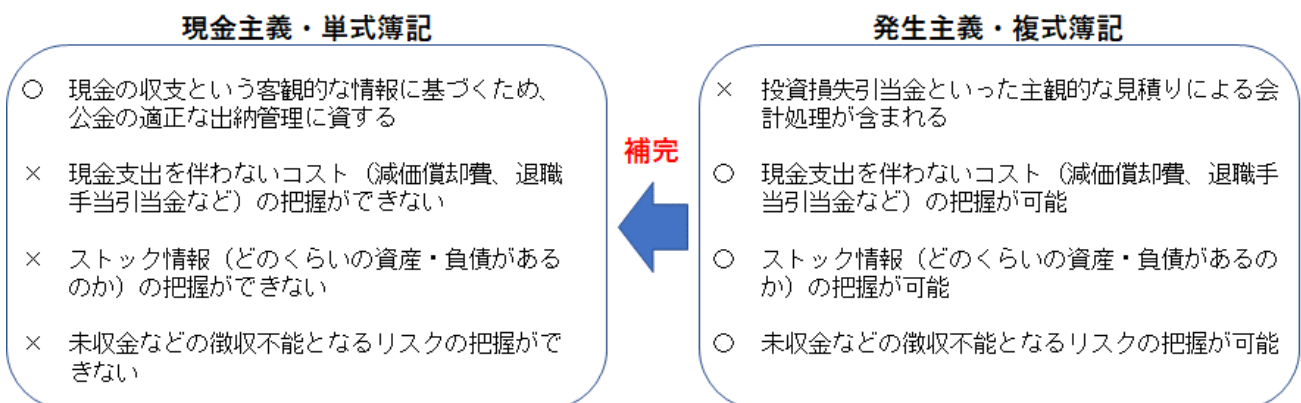 現金主義・単式簿記
○ 現金の収支という客観的な情報に基づくため、
公金の適正な出納管理に資する
× 現金支出を伴わないコスト（減価償却費、退職
手当引当金など）の把握ができない
× ストック情報（どのくらいの資産・負債がある
のか）の把握ができない
× 未収金などの徴収不能となるリスクの把握がで
きない
補完
発生主義・複式簿記
× 投資損失引当金といった主観的な見積りによる会
計処理が含まれる
○ 現金支出を伴わないコスト（減価償却費、退職手
当引当金など）の把握が可能
○ ストック情報（どのくらいの資産・負債があるの
か）の把握が可能
○ 未収金などの徴収不能となるリスクの把握が可能